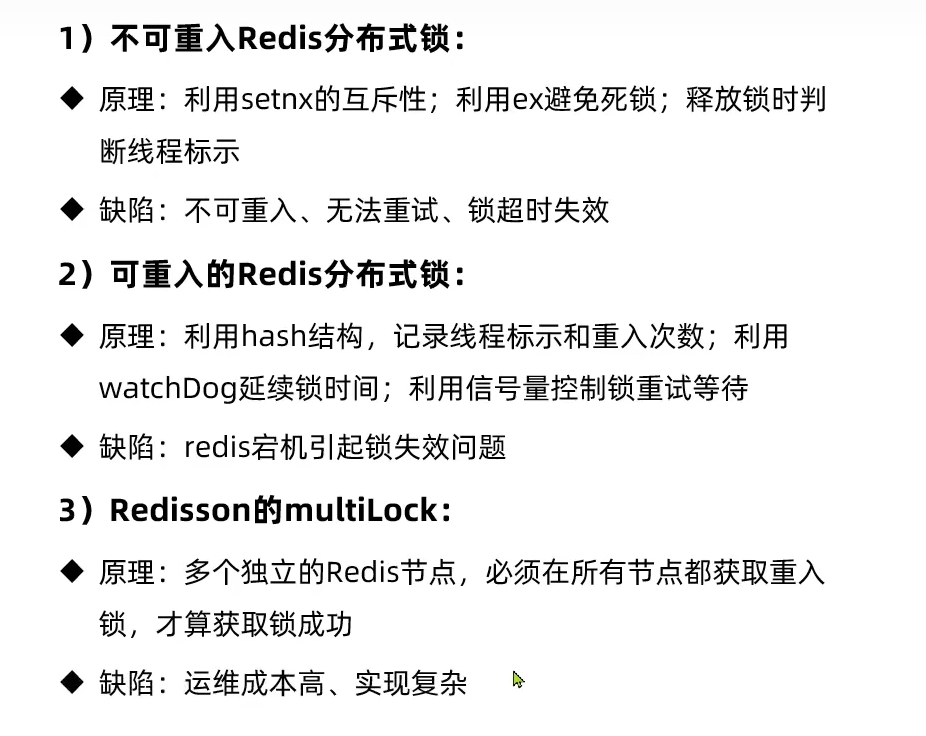 1）不可重入Redis分布式锁：
◆ 原理：利用setnx的互斥性；利用ex避免死锁；释放锁时判
断线程标示
◆ 缺陷：不可重入、无法重试、锁超时失效
2）可重入的Redis分布式锁：
◆ 原理：利用hash结构，记录线程标示和重入次数；利用
watchDog延续锁时间；利用信号量控制锁重试等待
◆ 缺陷：redis宕机引起锁失效问题
3）Redisson的multiLock：
◆ 原理：多个独立的Redis节点，必须在所有节点都获取重入
锁，才算获取锁成功
◆ 缺陷：运维成本高、实现复杂